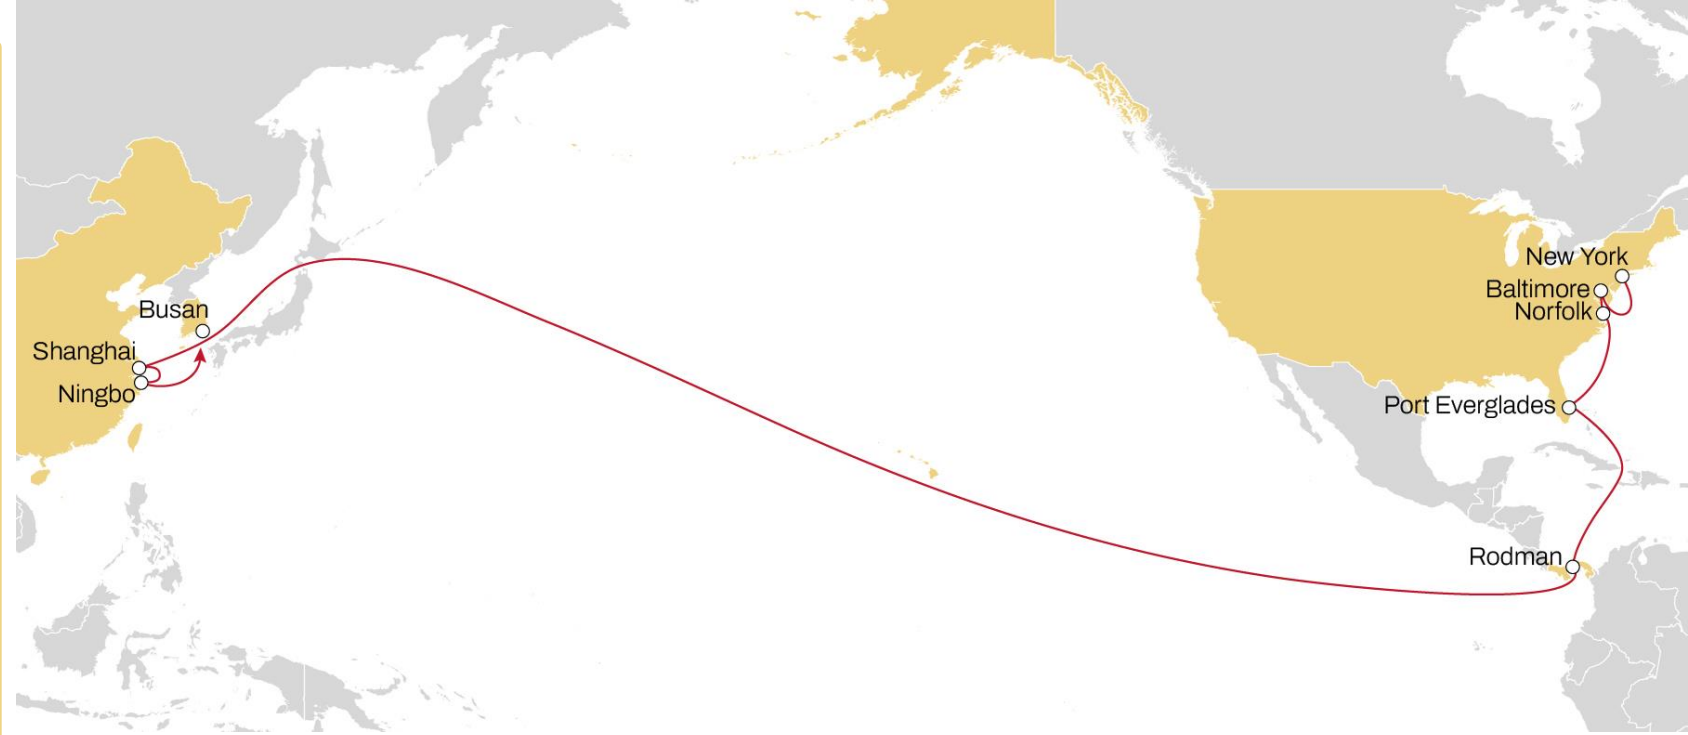 New York
Baltimore
Busan
Norfolk
Shanghai
Ningbo
Port Everglades
Rodman